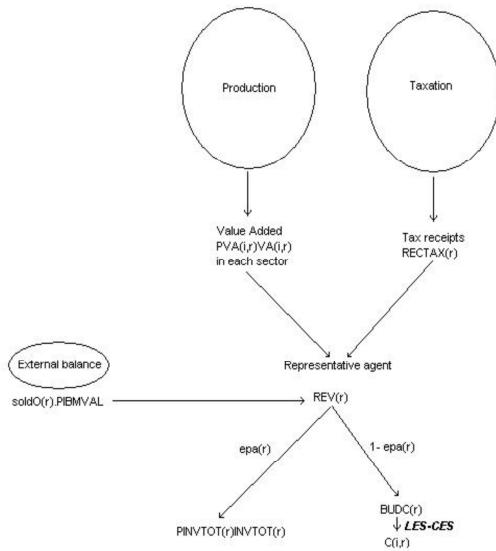 Production
Taxation
Value Added
PVA(i,r)VA(i,r)
in each sector
Tax receipts
RECTAX(r)
External balance
Representative agent
soldO(r).PIBMVAL
REV(r)
epa(r)
1- epa(r)
BUDC(r)
LES-CES
PINVTOT(r)INVTOT(r)
C(i,r)